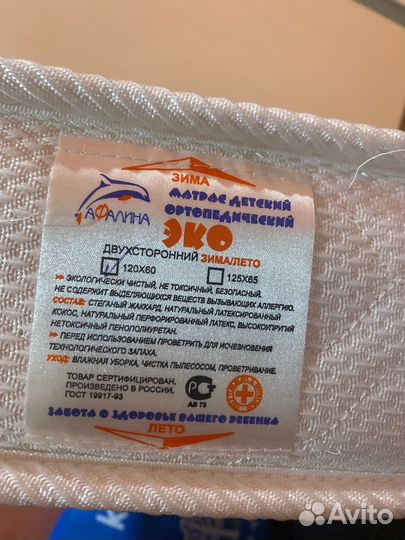 ЗИМА
АФАЛИНА
МАТРАС ДЕТСКИЙ
ОРТОПЕДИЧЕСКИЙ
ЭКО
ДВУХСТОРОННИЙ ЗИМА/ЛЕТО
120X60 125X65
» ЭКОЛОГИЧЕСКИ ЧИСТЫЙ, НЕ ТОКСИЧНЫЙ, БЕЗОПАСНЫЙ,
НЕ СОДЕРЖИТ ВЫДЕЛЯЮЩИХСЯ ВЕЩЕСТВ ВЫЗЫВАЮЩИХ АЛЛЕРГИЮ.
СОСТАВ: СТЕГАНЫЙ ЖАККАРД, НАТУРАЛЬНЫЙ ЛАТЕКСИРОВАННЫЙ
КОКОС, НАТУРАЛЬНЫЙ ПЕРФОРИРОВАННЫЙ ЛАТЕКС, ВЫСОКОУПРУГИЙ
НЕТОКСИЧНЫЙ ПЕНОПОЛИУРЕТАН.
» ПЕРЕД ИСПОЛЬЗОВАНИЕМ ПРОВЕТРИТЬ ДЛЯ ИСЧЕЗНОВЕНИЯ
ТЕХНОЛОГИЧЕСКОГО ЗАПАХА.
УХОД: ВЛАЖНАЯ УБОРКА, ЧИСТКА ПЫЛЕСОСОМ, ПРОВЕТРИВАНИЕ.
ТОВАР СЕРТИФИЦИРОВАН.
ПРОИЗВЕДЕНО В РОССИИ.
ГОСТ 19917-93
АВ 73
ЗАБОТА О ЗДОРОВЬЕ ВАШЕГО РЕБЕНКА
ЛЕТО
Avito